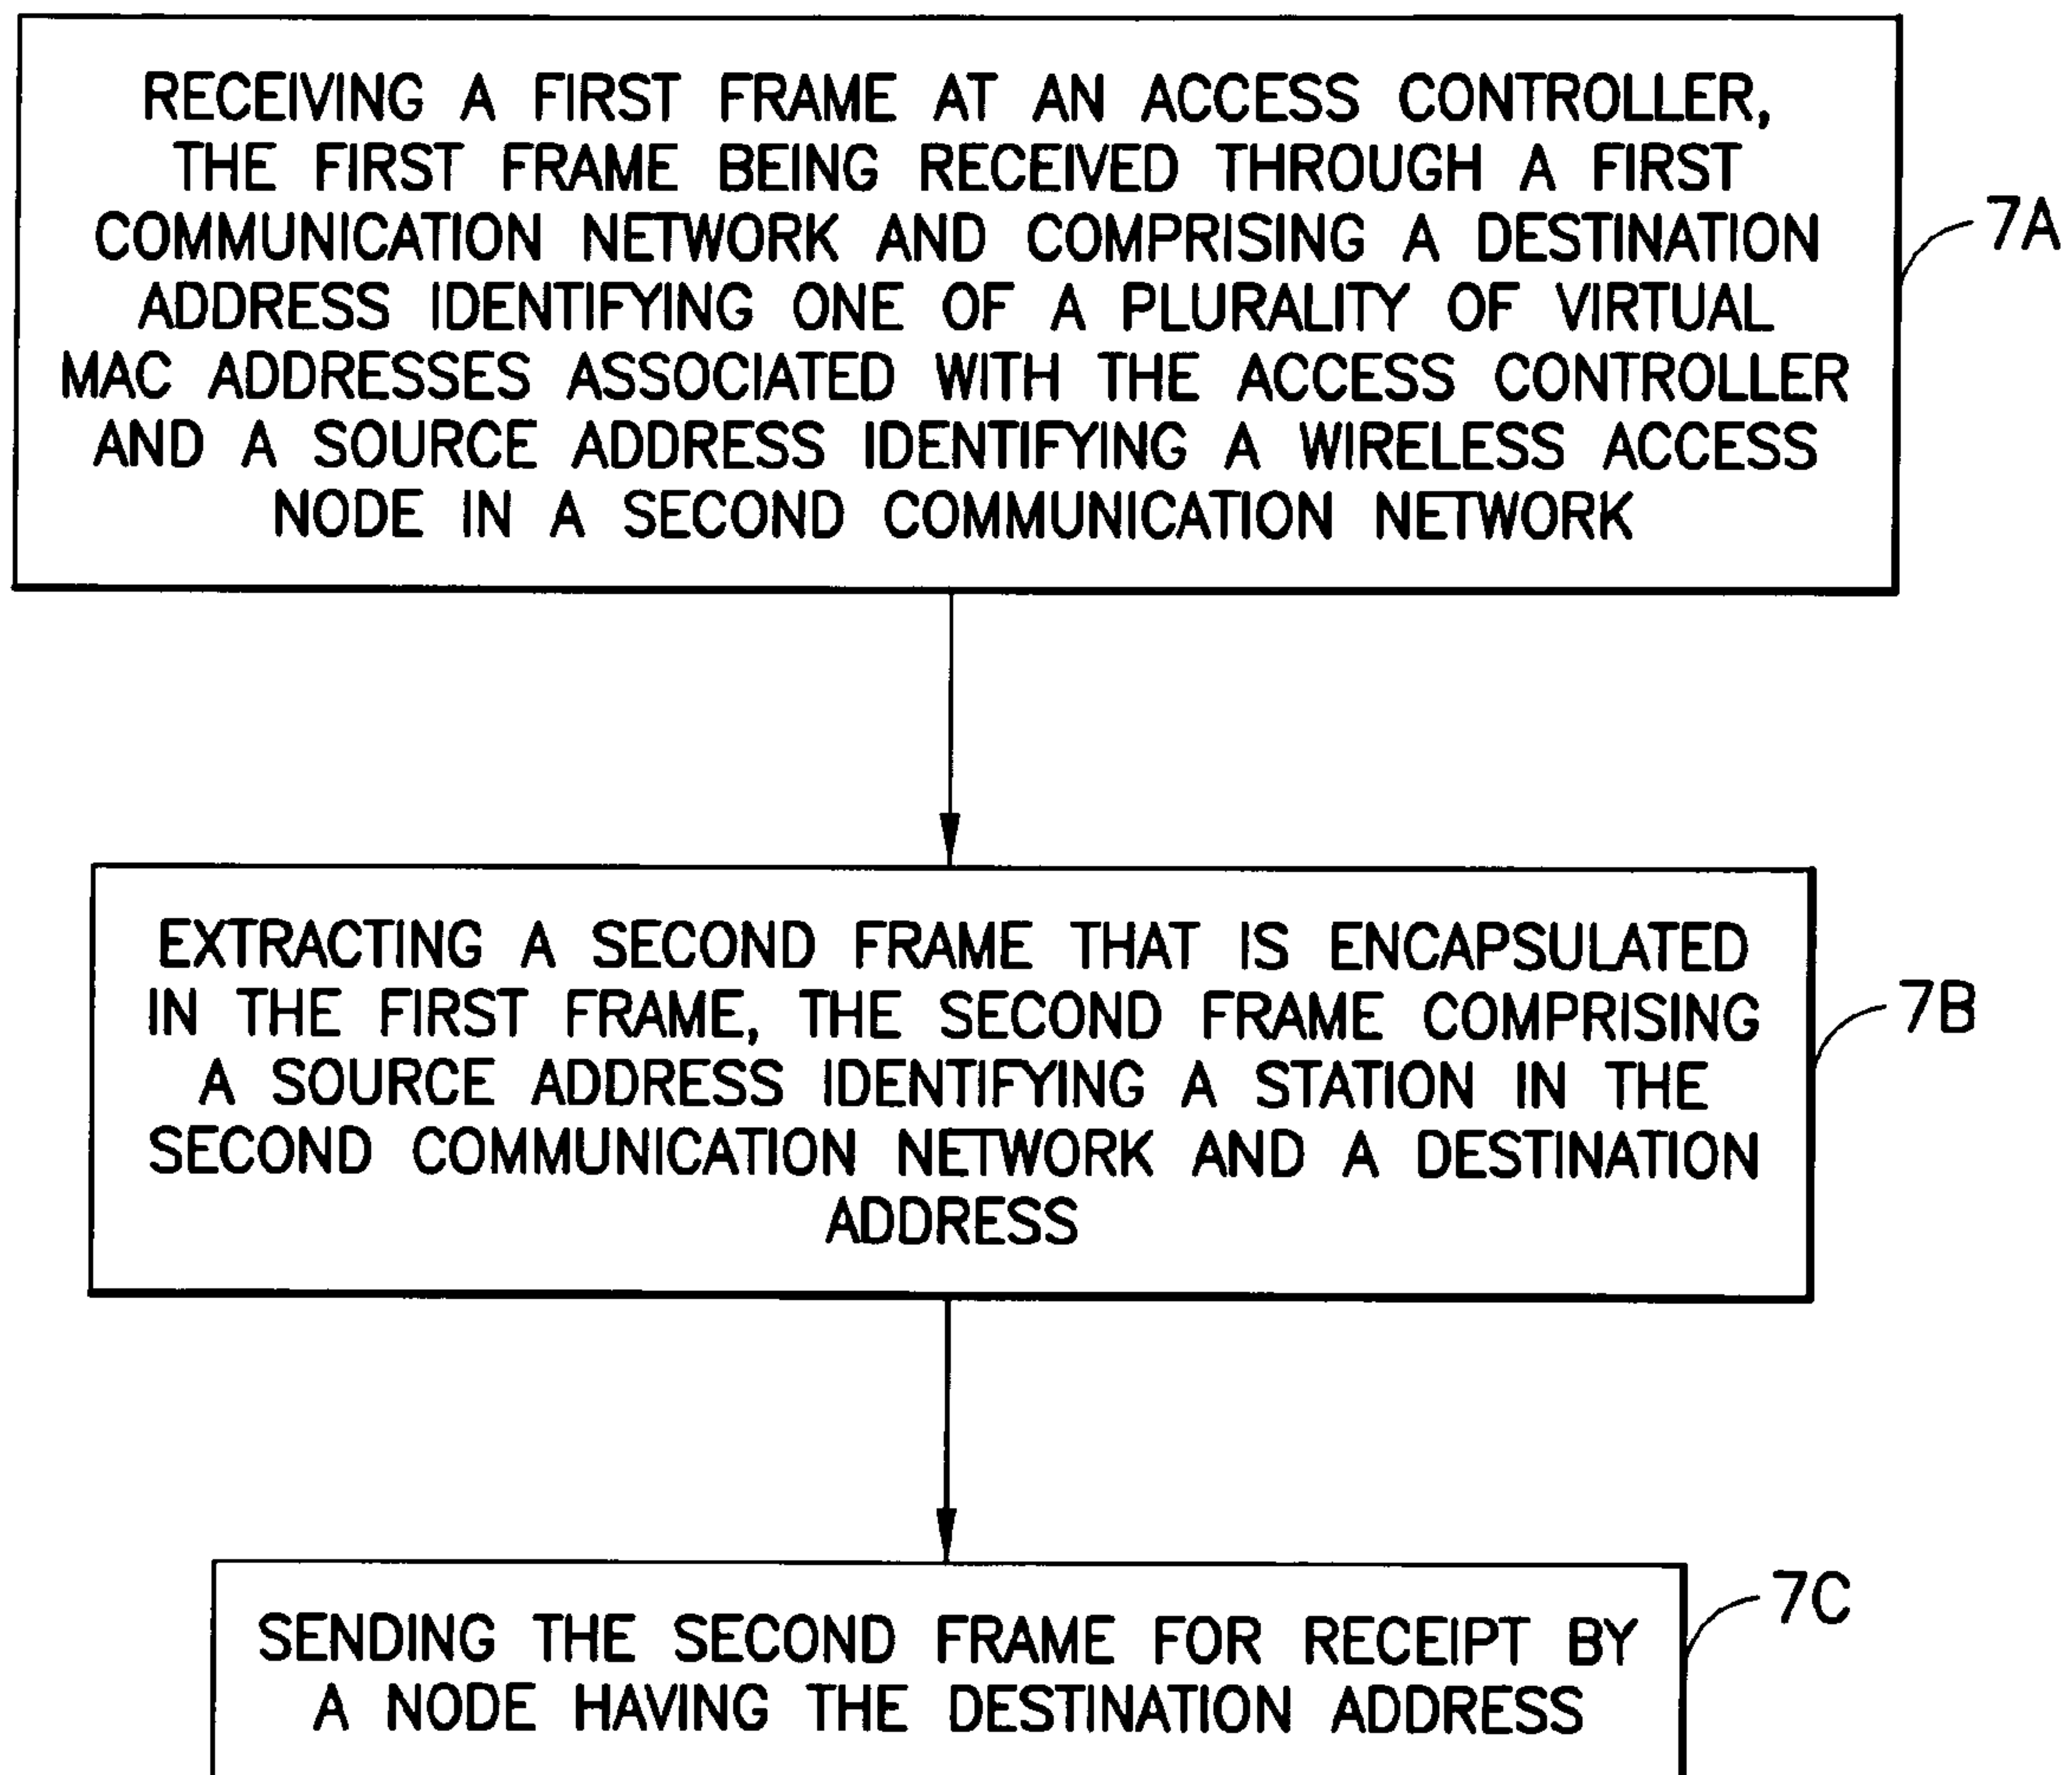 RECEIVING A FIRST FRAME AT AN ACCESS CONTROLLER,
THE FIRST FRAME BEING RECEIVED THROUGH A FIRST
COMMUNICATION NETWORK AND COMPRISING A DESTINATION
ADDRESS IDENTIFYING ONE OF A PLURALITY OF VIRTUAL
MAC ADDRESSES ASSOCIATED WITH THE ACCESS CONTROLLER
AND A SOURCE ADDRESS IDENTIFYING A WIRELESS ACCESS
NODE IN A SECOND COMMUNICATION NETWORK
7A
EXTRACTING A SECOND FRAME THAT IS ENCAPSULATED
IN THE FIRST FRAME, THE SECOND FRAME COMPRISING
A SOURCE ADDRESS IDENTIFYING A STATION IN THE
SECOND COMMUNICATION NETWORK AND A DESTINATION
ADDRESS
7B
SENDING THE SECOND FRAME FOR RECEIPT BY
A NODE HAVING THE DESTINATION ADDRESS
7C